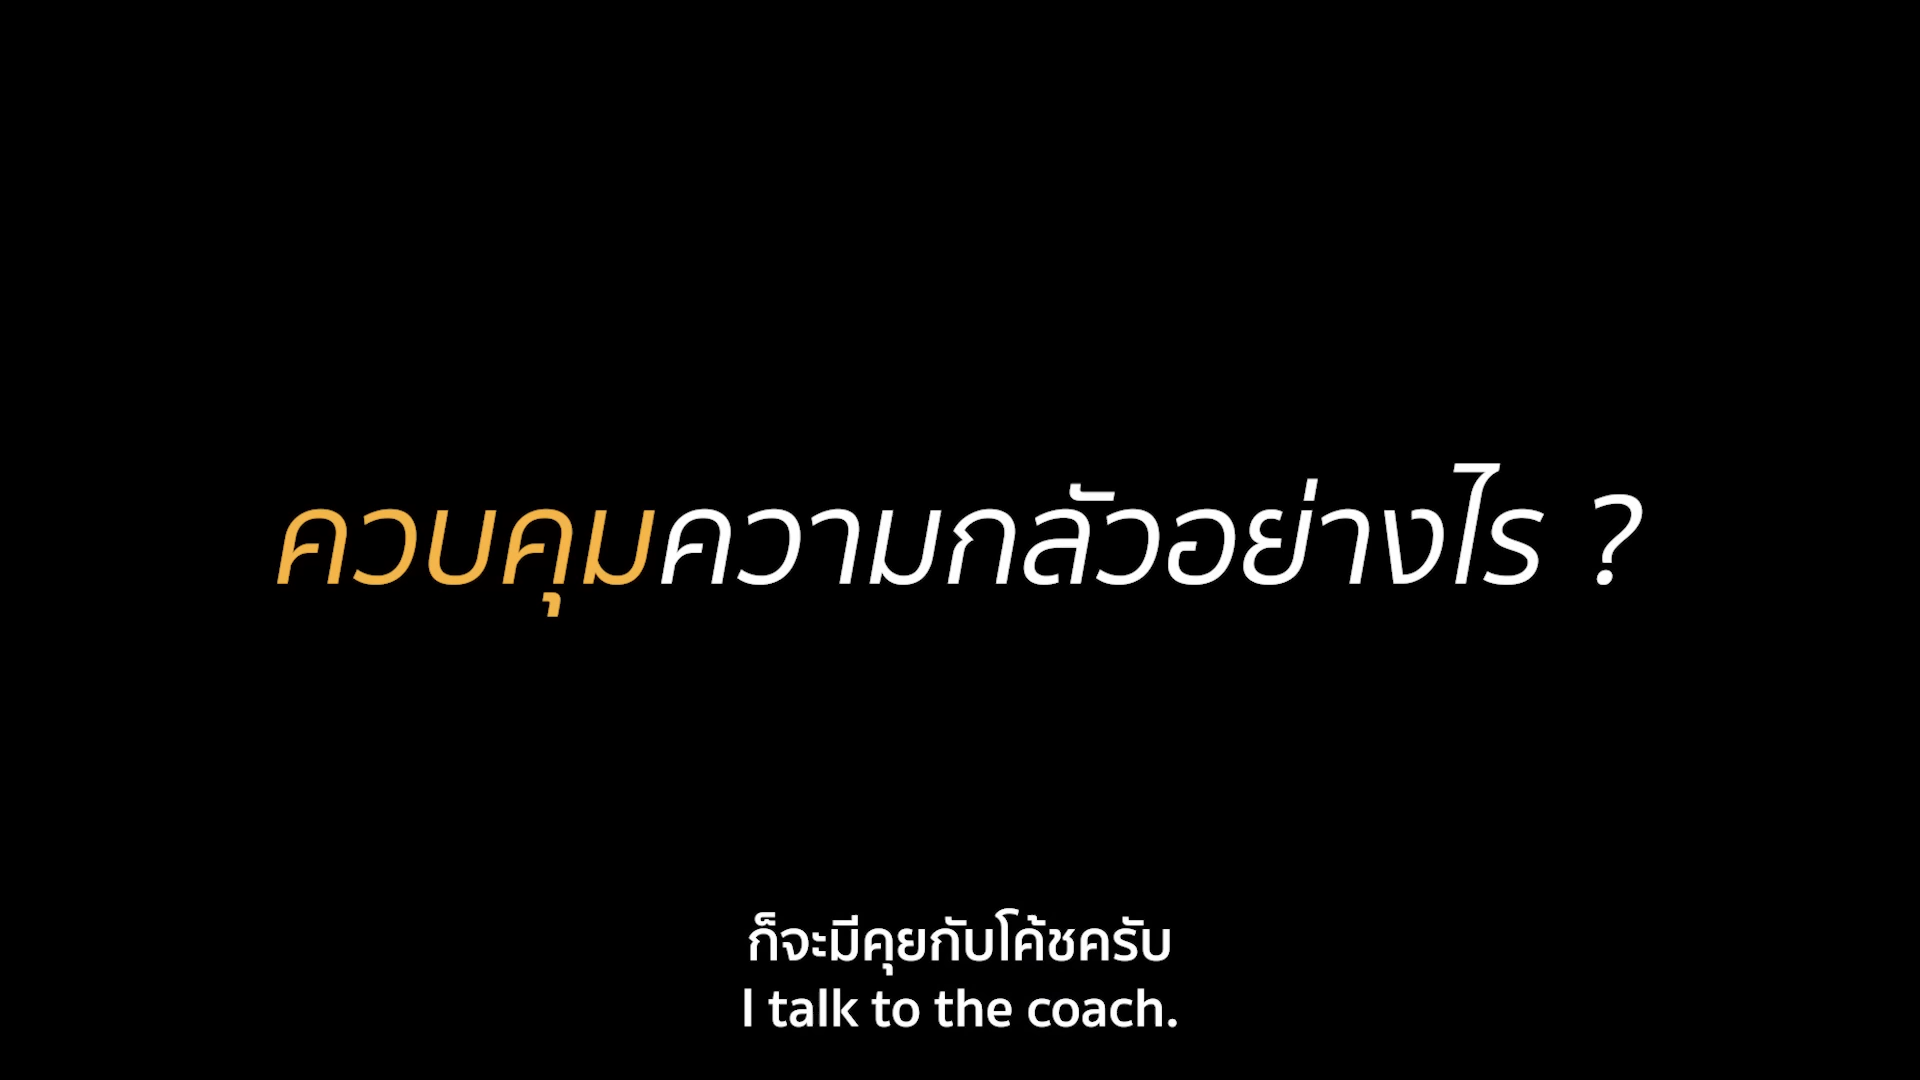 ควบคุมความกลัวอย่างไร ?
ก็จะมีคุยกับโค้ชครับ
I talk to the coach.